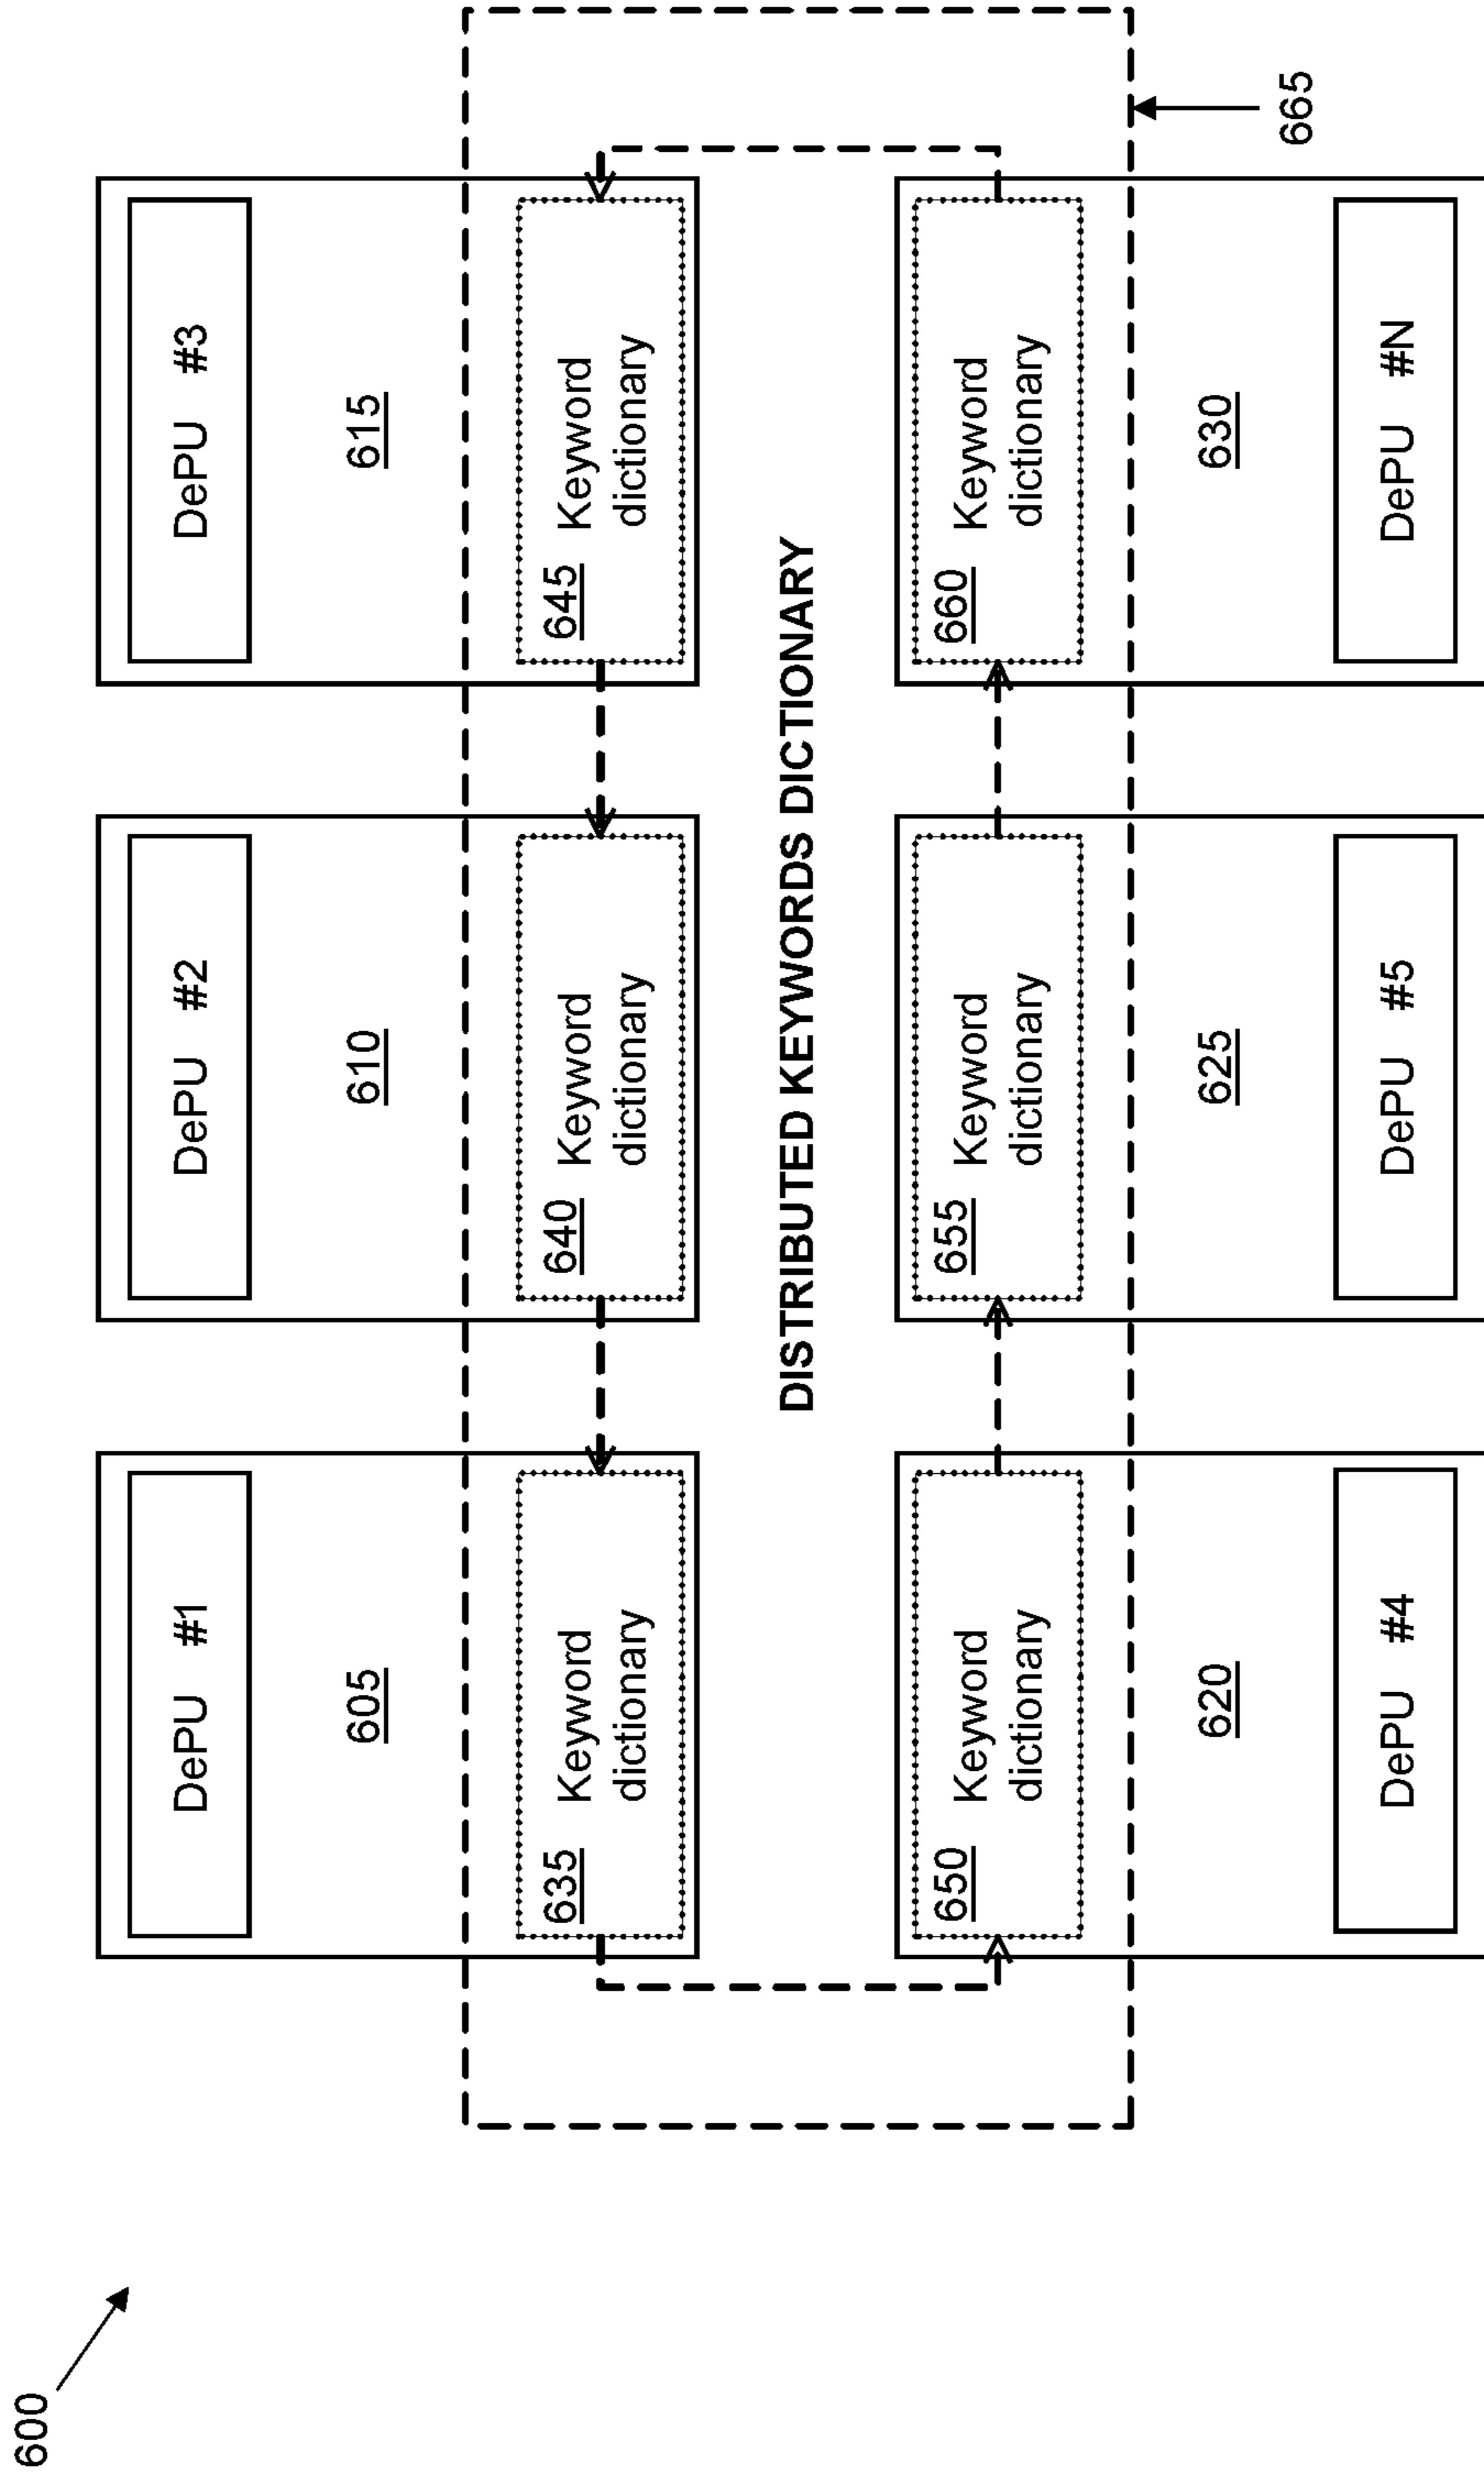 600
DePU #1
DePU #2
DePU #3
605
610
615
635
Keyword
dictionary
640
Keyword
dictionary
645
Keyword
dictionary
DISTRIBUTED KEYWORDS DICTIONARY
650
Keyword
dictionary
655
Keyword
dictionary
660
Keyword
dictionary
620
625
630
665
DePU #4
DePU #5
DePU #N